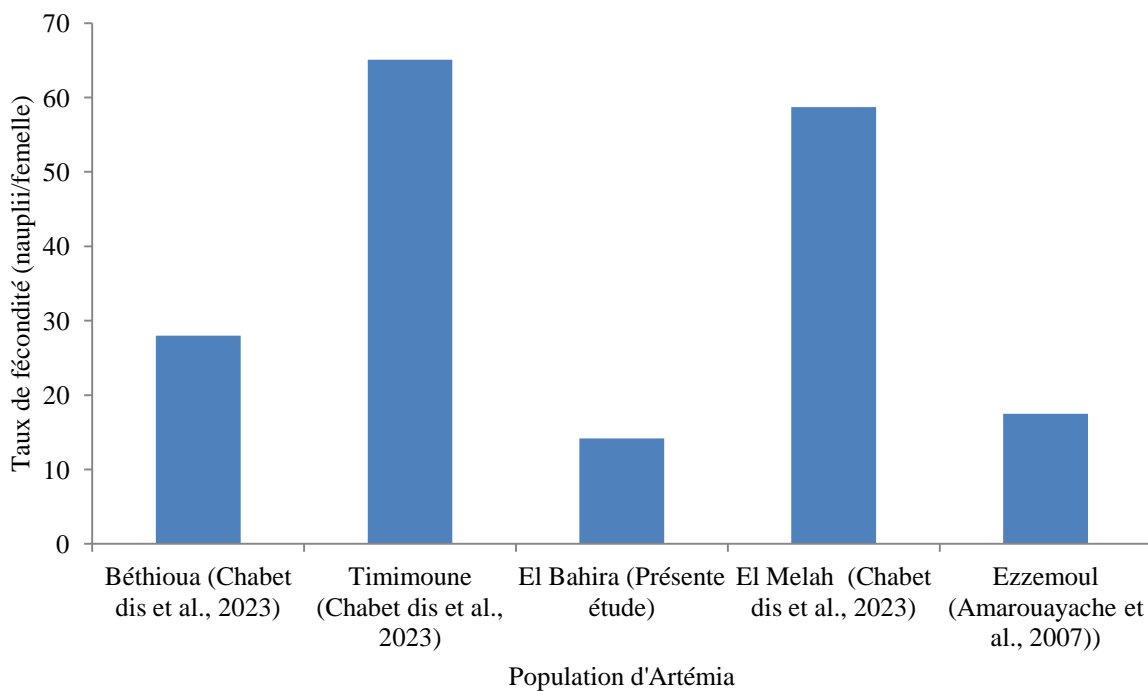 Taux de fécondité (nauplii/femelle)
70
60
50
40
30
20
10
0
Béthioua (Chabet
dis et al., 2023)
Timimoune
(Chabet dis et al.,
2023)
El Bahira (Présente
étude)
El Melah (Chabet
dis et al., 2023)
Ezzemoul
(Amarouayache et
al., 2007))
Population d'Artémia